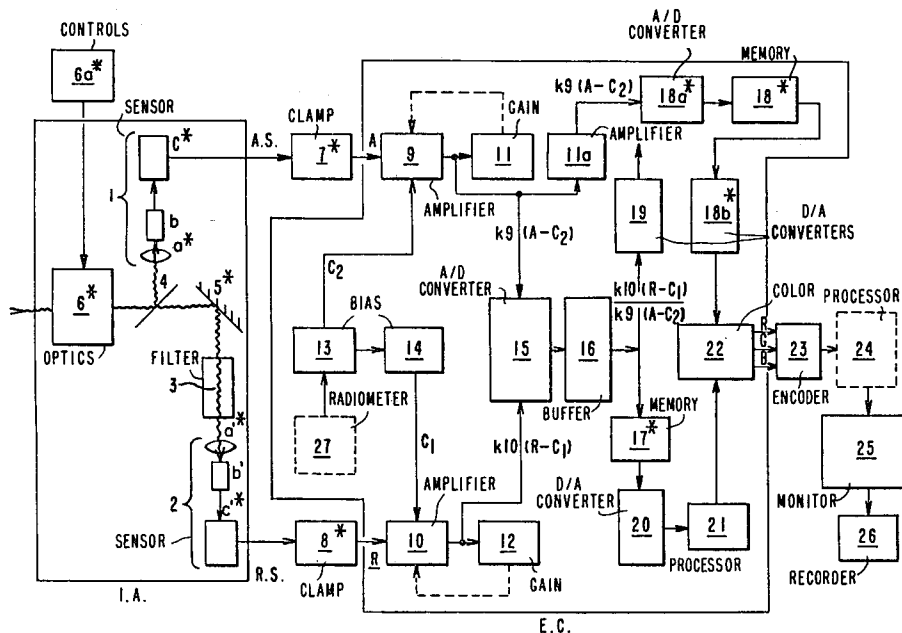 CONTROLS
6a*
SENSOR
C*
1
b
a*
4
5*
6*
OPTICS
FILTER
3
a'*
2
b'
c'*
SENSOR
I.A.
A.S.
CLAMP
7*
A
9
AMPLIFIER
GAIN
11
11a
AMPLIFIER
k9(A-C2)
A/D
CONVERTER
18a*
MEMORY
18*
k9(A-C2)
C2
BIAS
13
14
RADIOMETER
27
C1
A/D
CONVERTER
15
16
BUFFER
19
18b*
D/A
CONVERTERS
k10(R-C1)
k9(A-C2)
k10(R-C1)
MEMORY
17*
D/A
CONVERTER
20
21
PROCESSOR
COLOR
22
R
G
B
23
ENCODER
PROCESSOR
24
25
MONITOR
26
RECORDER
R.S.
8*
CLAMP
R
AMPLIFIER
10
12
GAIN
E.C.